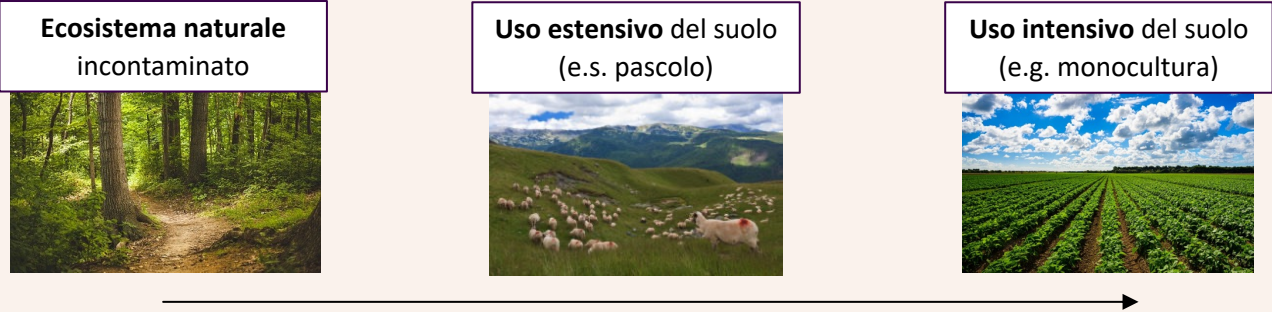 Ecosistema naturale
incontaminato
Uso estensivo del suolo
(e.s. pascolo)
Uso intensivo del suolo
(e.g. monocultura)